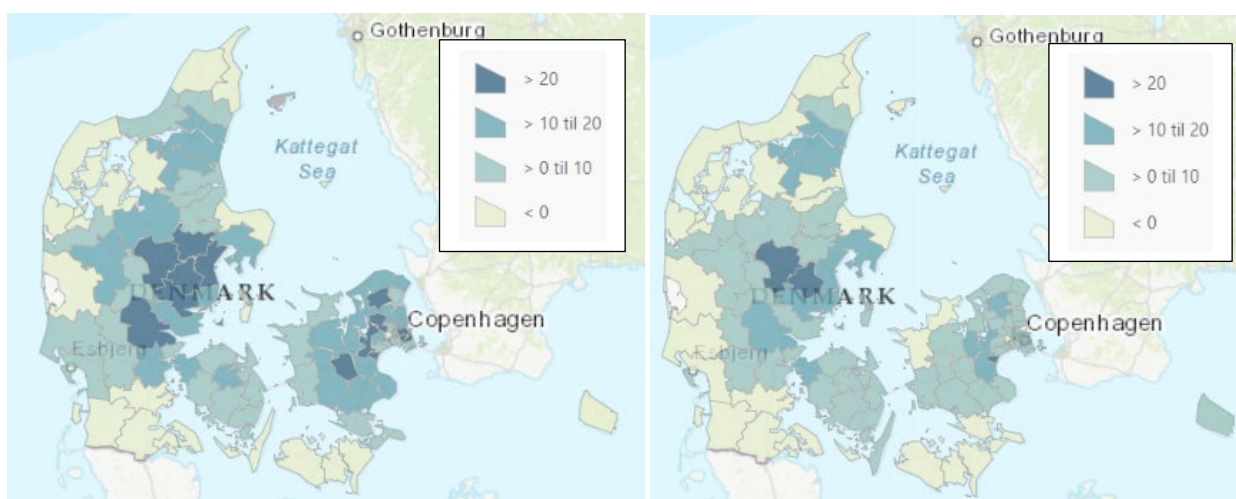 Gothenburg
> 20
> 10 til 20
> 0 til 10
< 0
Kattegat
Sea
DENMARK
Copenhagen
Esbjerg
Gothenburg
> 20
> 10 til 20
> 0 til 10
< 0
Kattegat
Sea
DENMARK
Copenhagen
Esbjerg